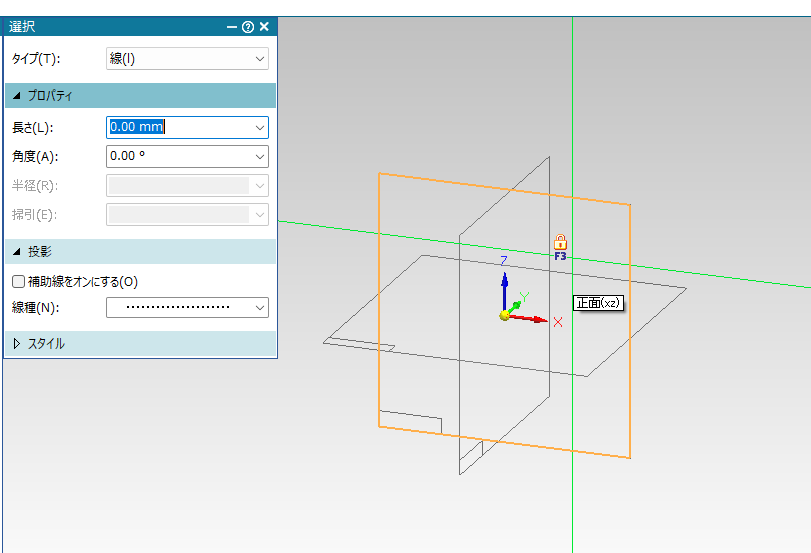 選択
タイプ(T): 線(l)
プロパティ
長さ(L): 0.00 mm
角度(A): 0.00 °
半径(R):
掃引(E):
投影
補助線をオンにする(O)
線種(N):
スタイル
F3
Z
Y
X
正面(xz)